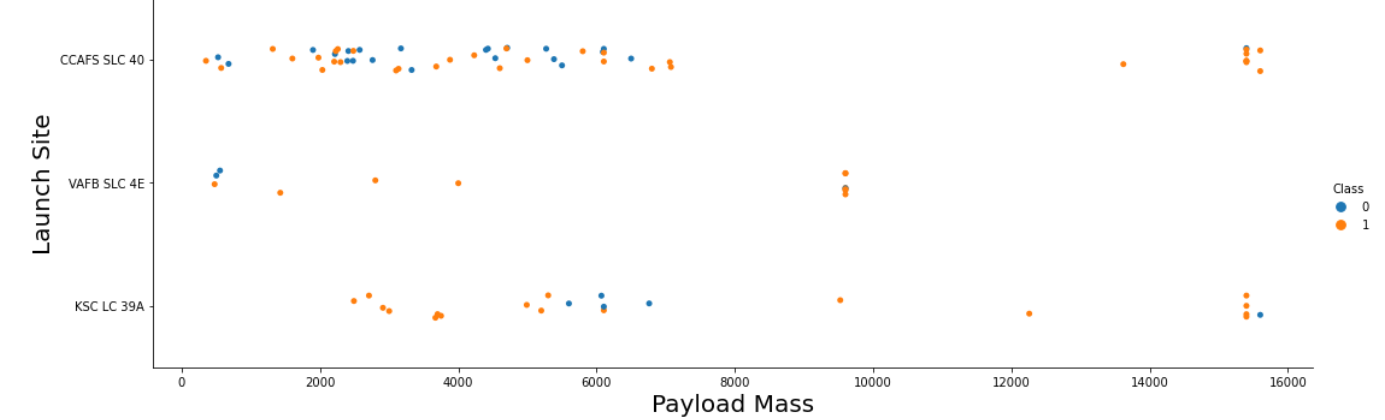 CCAFS SLC 40
VAFB SLC 4E
KSC LC 39A
Launch Site
0 2000 4000 6000 8000 10000 12000 14000 16000
Payload Mass
Class
0
1